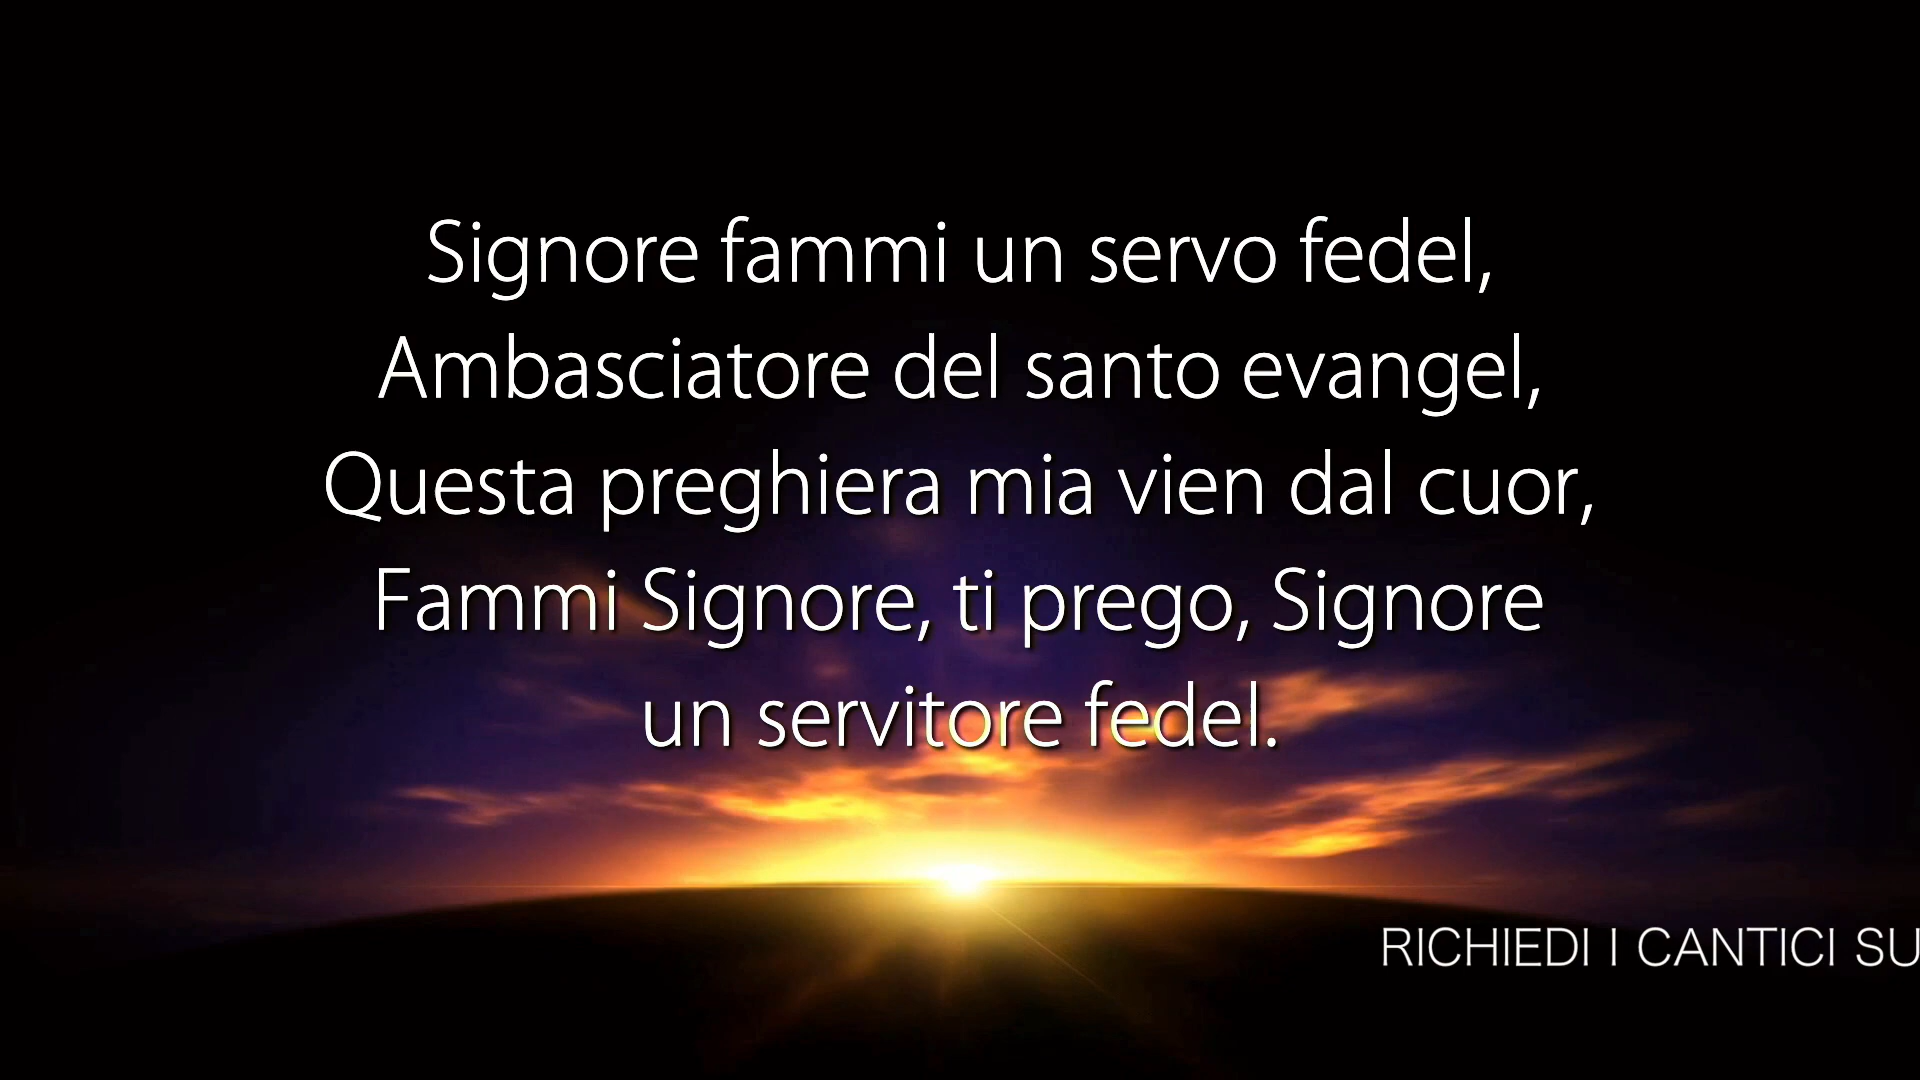 Signore fammi un servo fedel,
Ambasciatore del santo evangel,
Questa preghiera mia vien dal cuor,
Fammi Signore, ti prego, Signore
un servitore fedel.
RICHIEDI I CANTICI SU